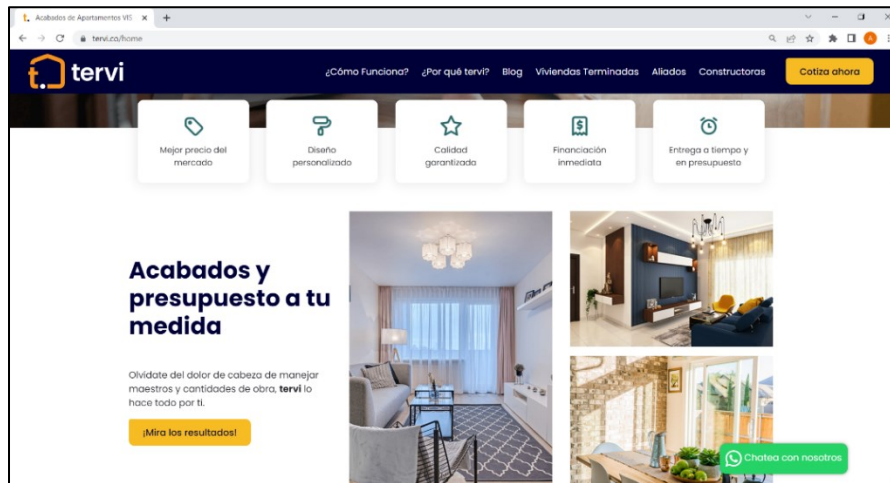 Acabados de Apartamentos VIS
tervi.co/home
tervi
¿Cómo Funciona? ¿Por qué tervi? Blog Viviendas Terminadas Aliados Constructoras Cotiza ahora
Mejor precio del
mercado
Diseño
personalizado
Calidad
garantizada
Financiación
inmediata
Entrega a tiempo y
en presupuesto
Acabados y
presupuesto a tu
medida
Olvídate del dolor de cabeza de manejar
maestros y cantidades de obra, tervi lo
hace todo por ti.
¡Mira los resultados!
Chatea con nosotros